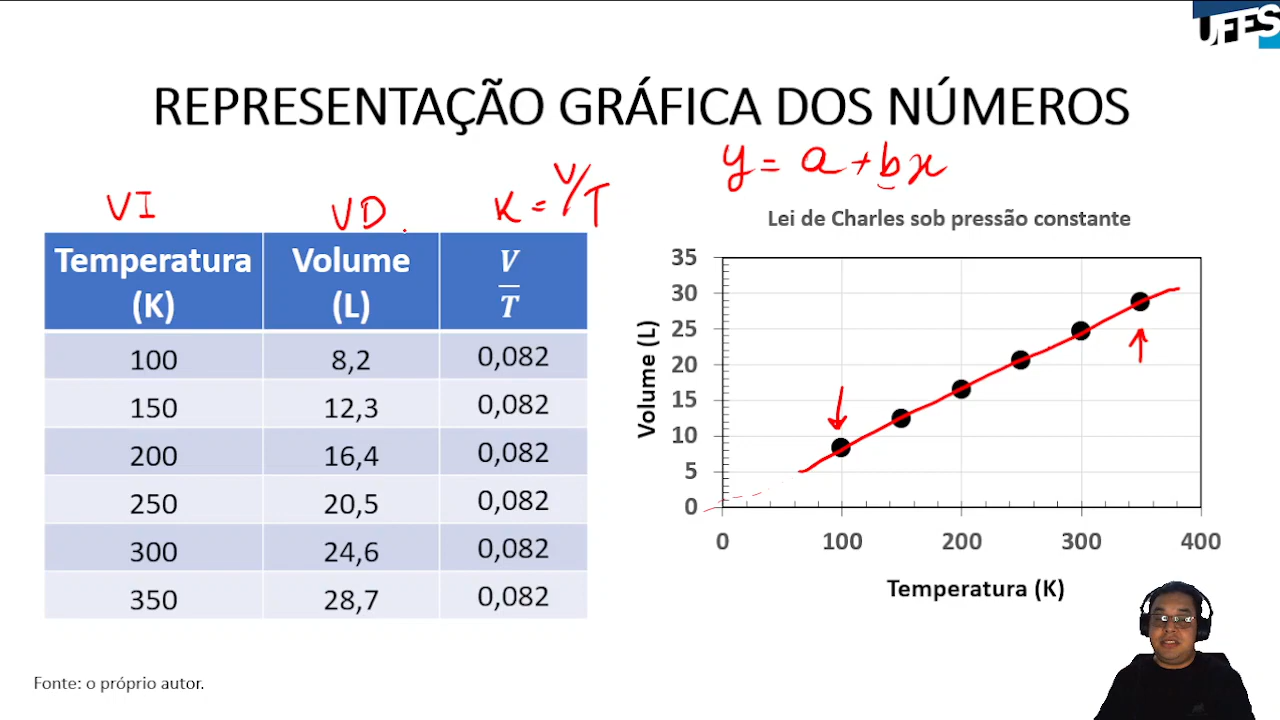 UFES
REPRESENTAÇÃO GRÁFICA DOS NÚMEROS
y = a + bx
VI
VD
K = V/T
Temperatura (K)
Volume (L)
V/T
100 8,2 0,082
150 12,3 0,082
200 16,4 0,082
250 20,5 0,082
300 24,6 0,082
350 28,7 0,082
Lei de Charles sob pressão constante
Volume (L)
35
30
25
20
15
10
5
0
0 100 200 300 400
Temperatura (K)
Fonte: o próprio autor.